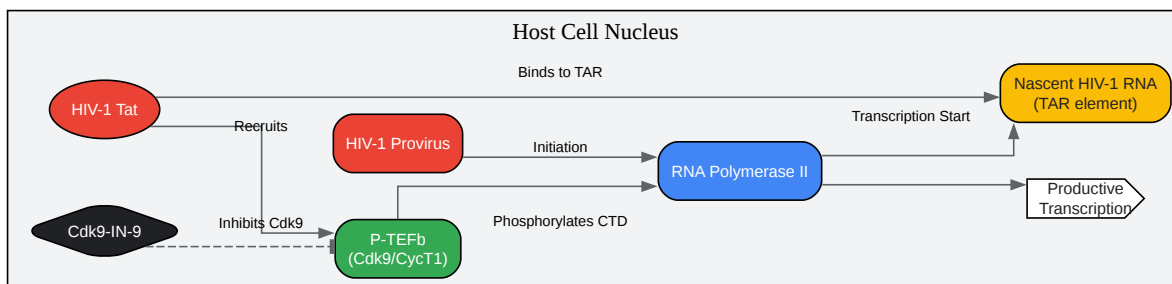 Host Cell Nucleus
Binds to TAR
Nascent HIV-1 RNA
(TAR element)
HIV-1 Tat
Recruits
Transcription Start
HIV-1 Provirus
Initiation
RNA Polymerase II
Productive
Transcription
Cdk9-IN-9
Inhibits Cdk9
P-TEFb
(Cdk9/CycT1)
Phosphorylates CTD